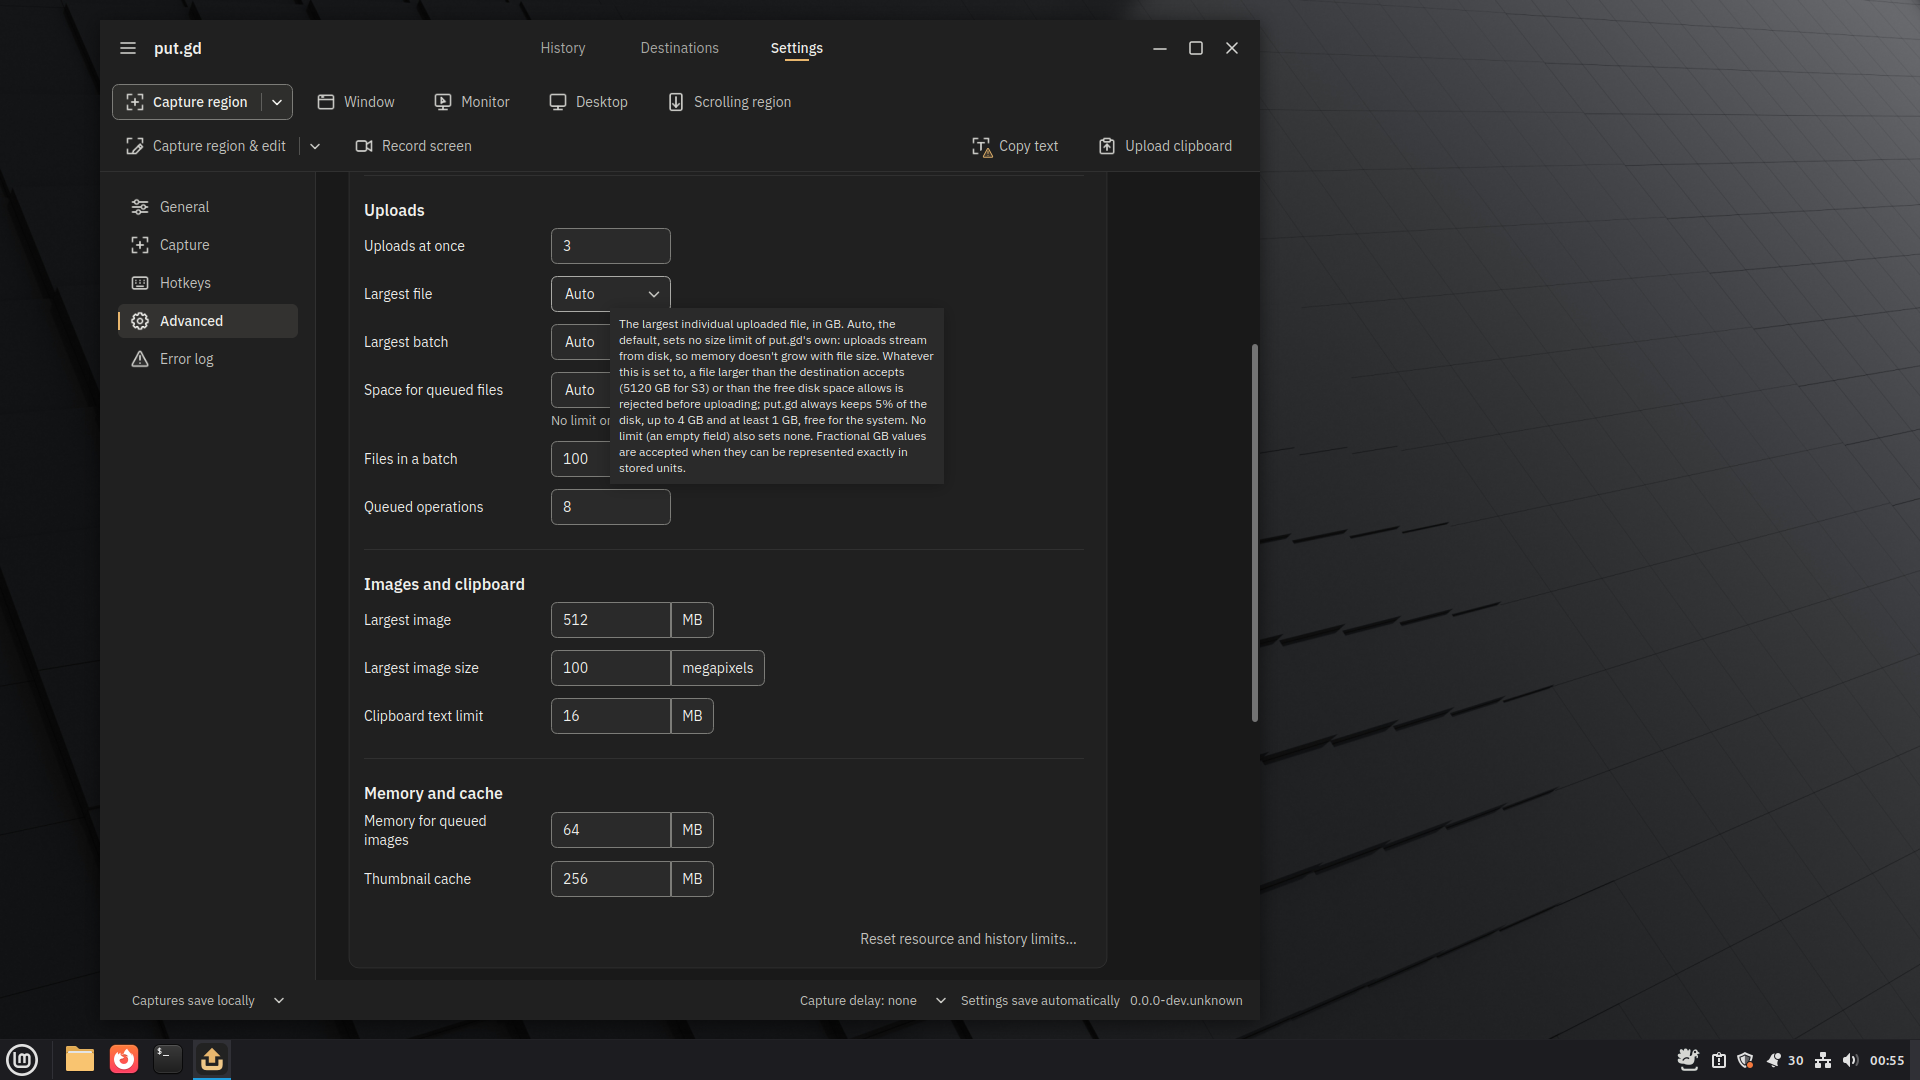 put.gd
History
Destinations
Settings
Capture region
Window
Monitor
Desktop
Scrolling region
Capture region & edit
Record screen
Copy text
Upload clipboard
General
Capture
Hotkeys
Advanced
Error log
Uploads
Uploads at once
3
Largest file
Auto
Largest batch
Auto
Space for queued files
Auto
No limit or
The largest individual uploaded file, in GB. Auto, the
default, sets no size limit of put.gd's own: uploads stream
from disk, so memory doesn't grow with file size. Whatever
this is set to, a file larger than the destination accepts
(5120 GB for S3) or than the free disk space allows is
rejected before uploading; put.gd always keeps 5% of the
disk, up to 4 GB and at least 1 GB, free for the system. No
limit (an empty field) also sets none. Fractional GB values
are accepted when they can be represented exactly in
stored units.
Files in a batch
100
Queued operations
8
Images and clipboard
Largest image
512
MB
Largest image size
100
megapixels
Clipboard text limit
16
MB
Memory and cache
Memory for queued
images
64
MB
Thumbnail cache
256
MB
Reset resource and history limits...
Captures save locally
Capture delay: none
Settings save automatically
0.0.0-dev.unknown
30
00:55